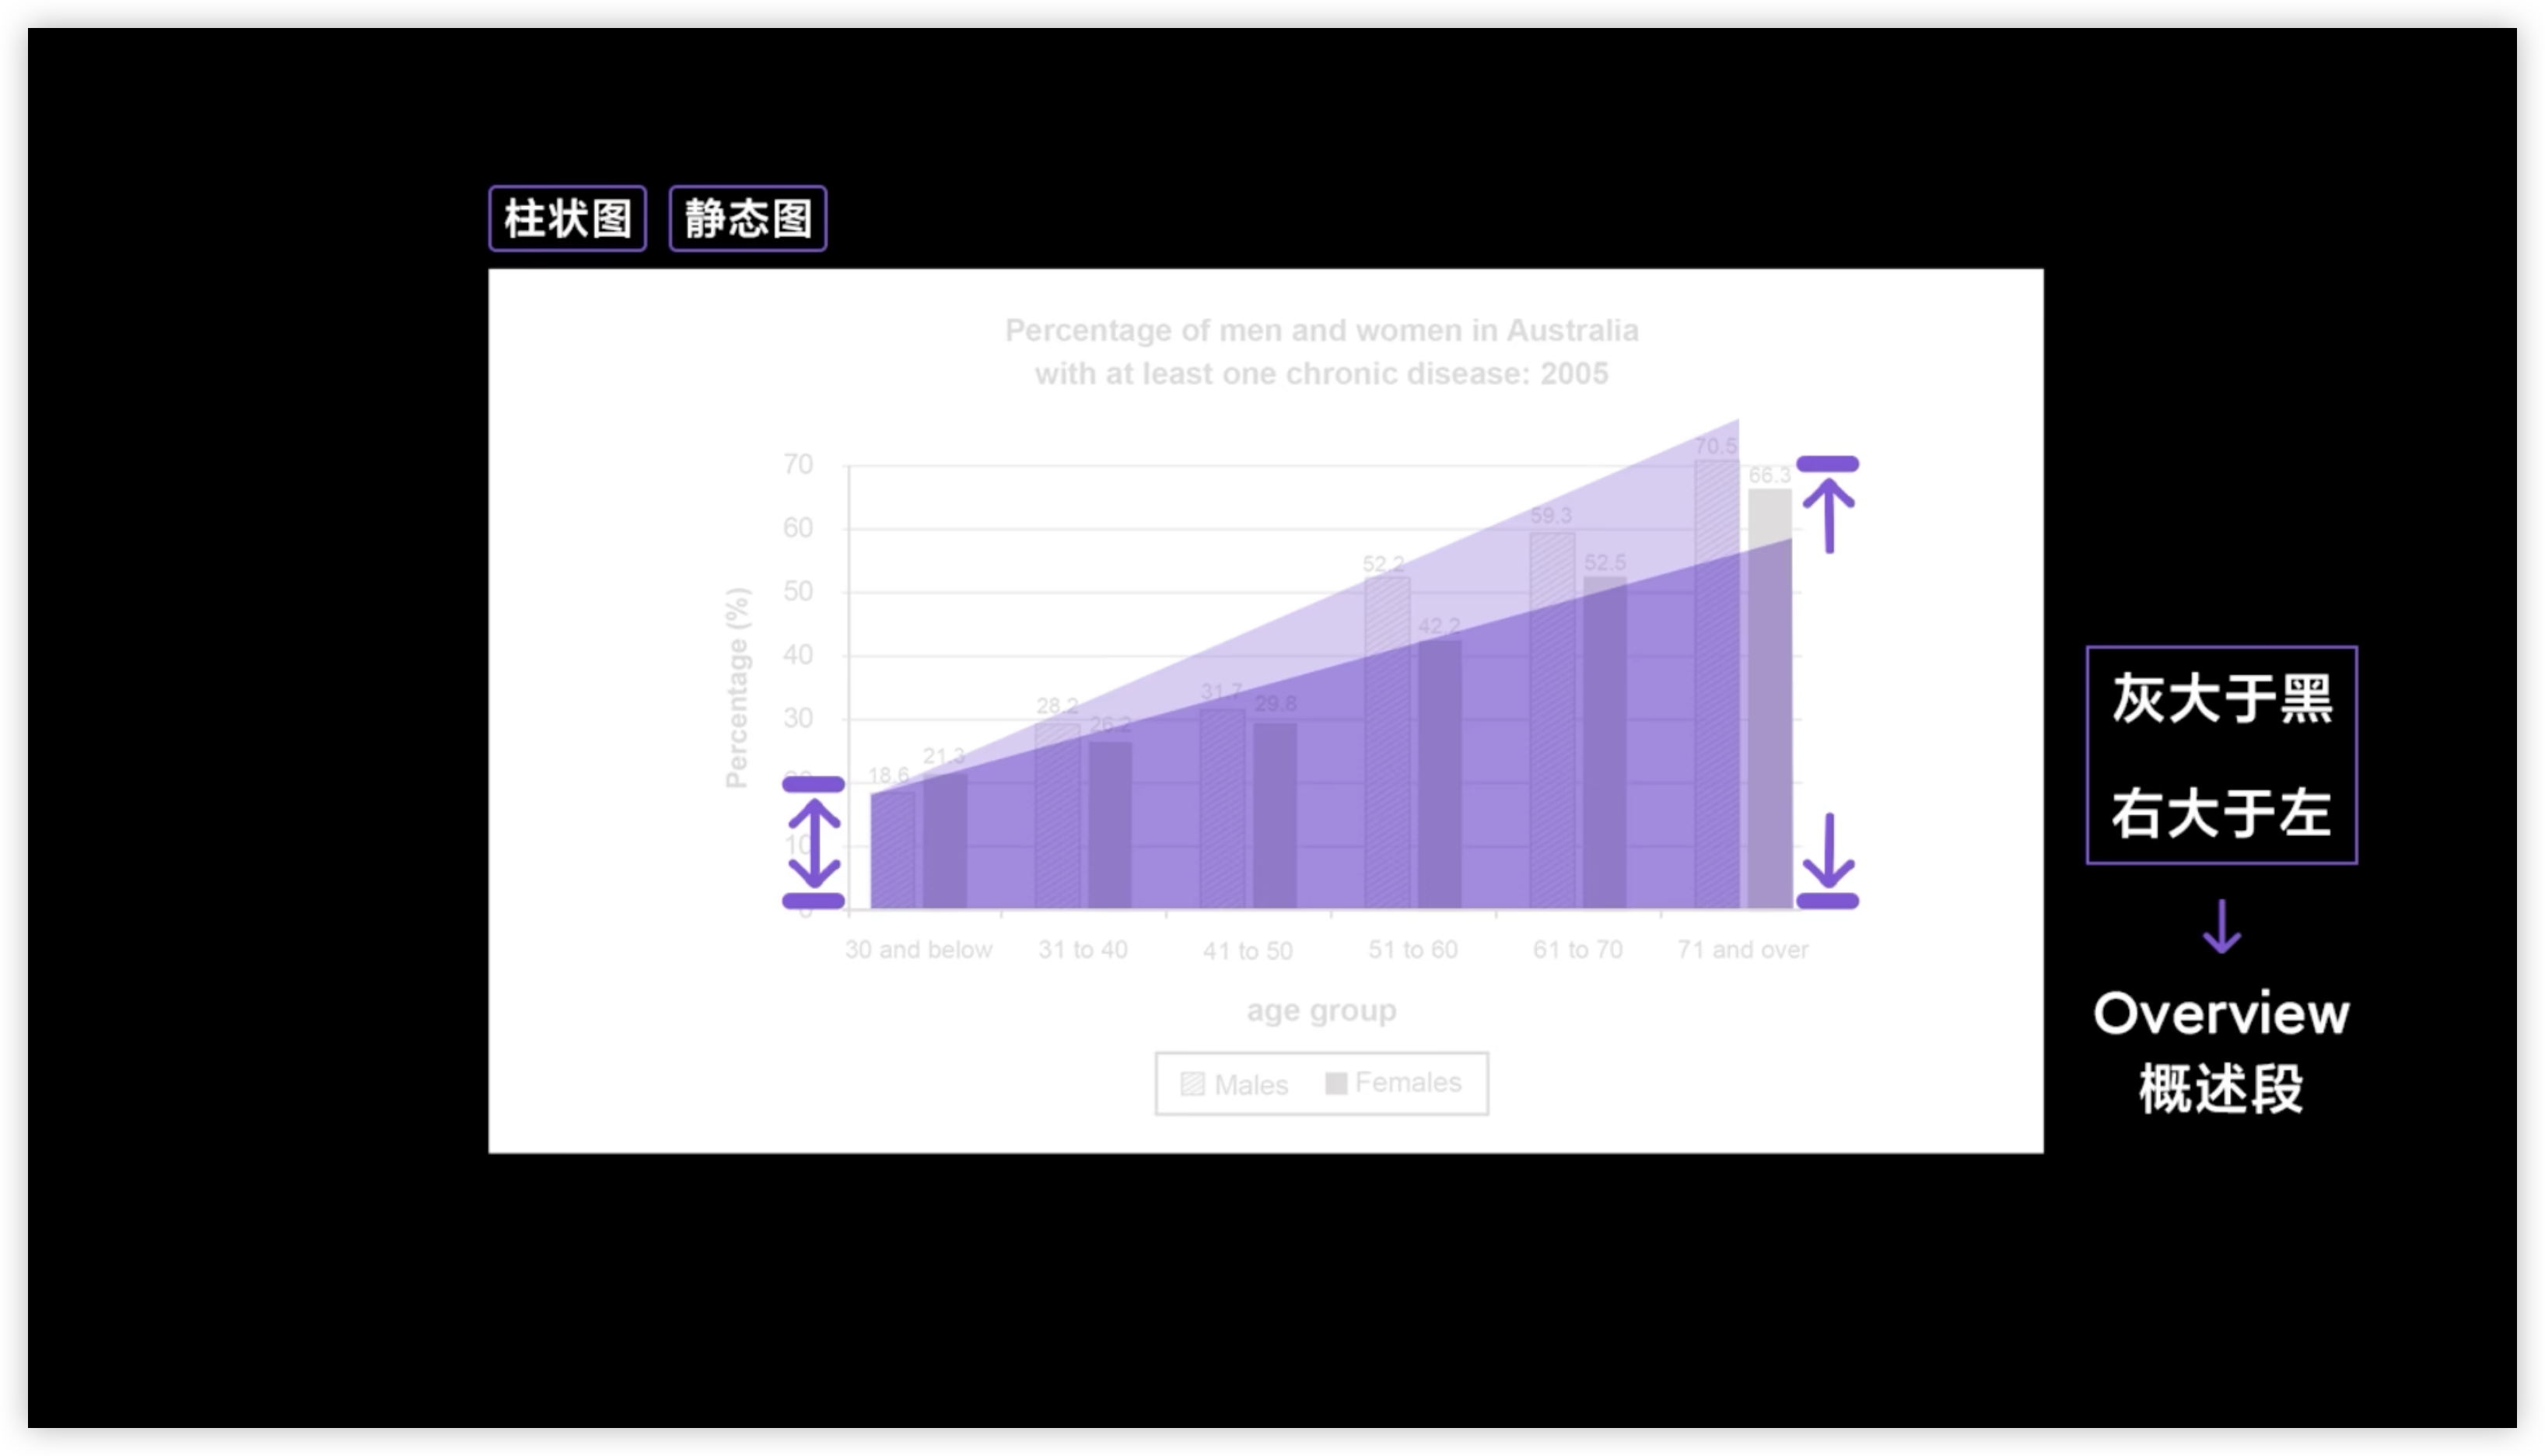 柱状图 静态图
Percentage of men and women in Australia
with at least one chronic disease: 2005
Percentage (%)
70
60
50
40
30
20
10
0
18.6 21.3 28.2 26.2 31.7 29.8 52.2 42.2 59.3 52.5 70.5 66.3
30 and below 31 to 40 41 to 50 51 to 60 61 to 70 71 and over
age group
Males Females
灰大于黑
右大于左
Overview
概述段